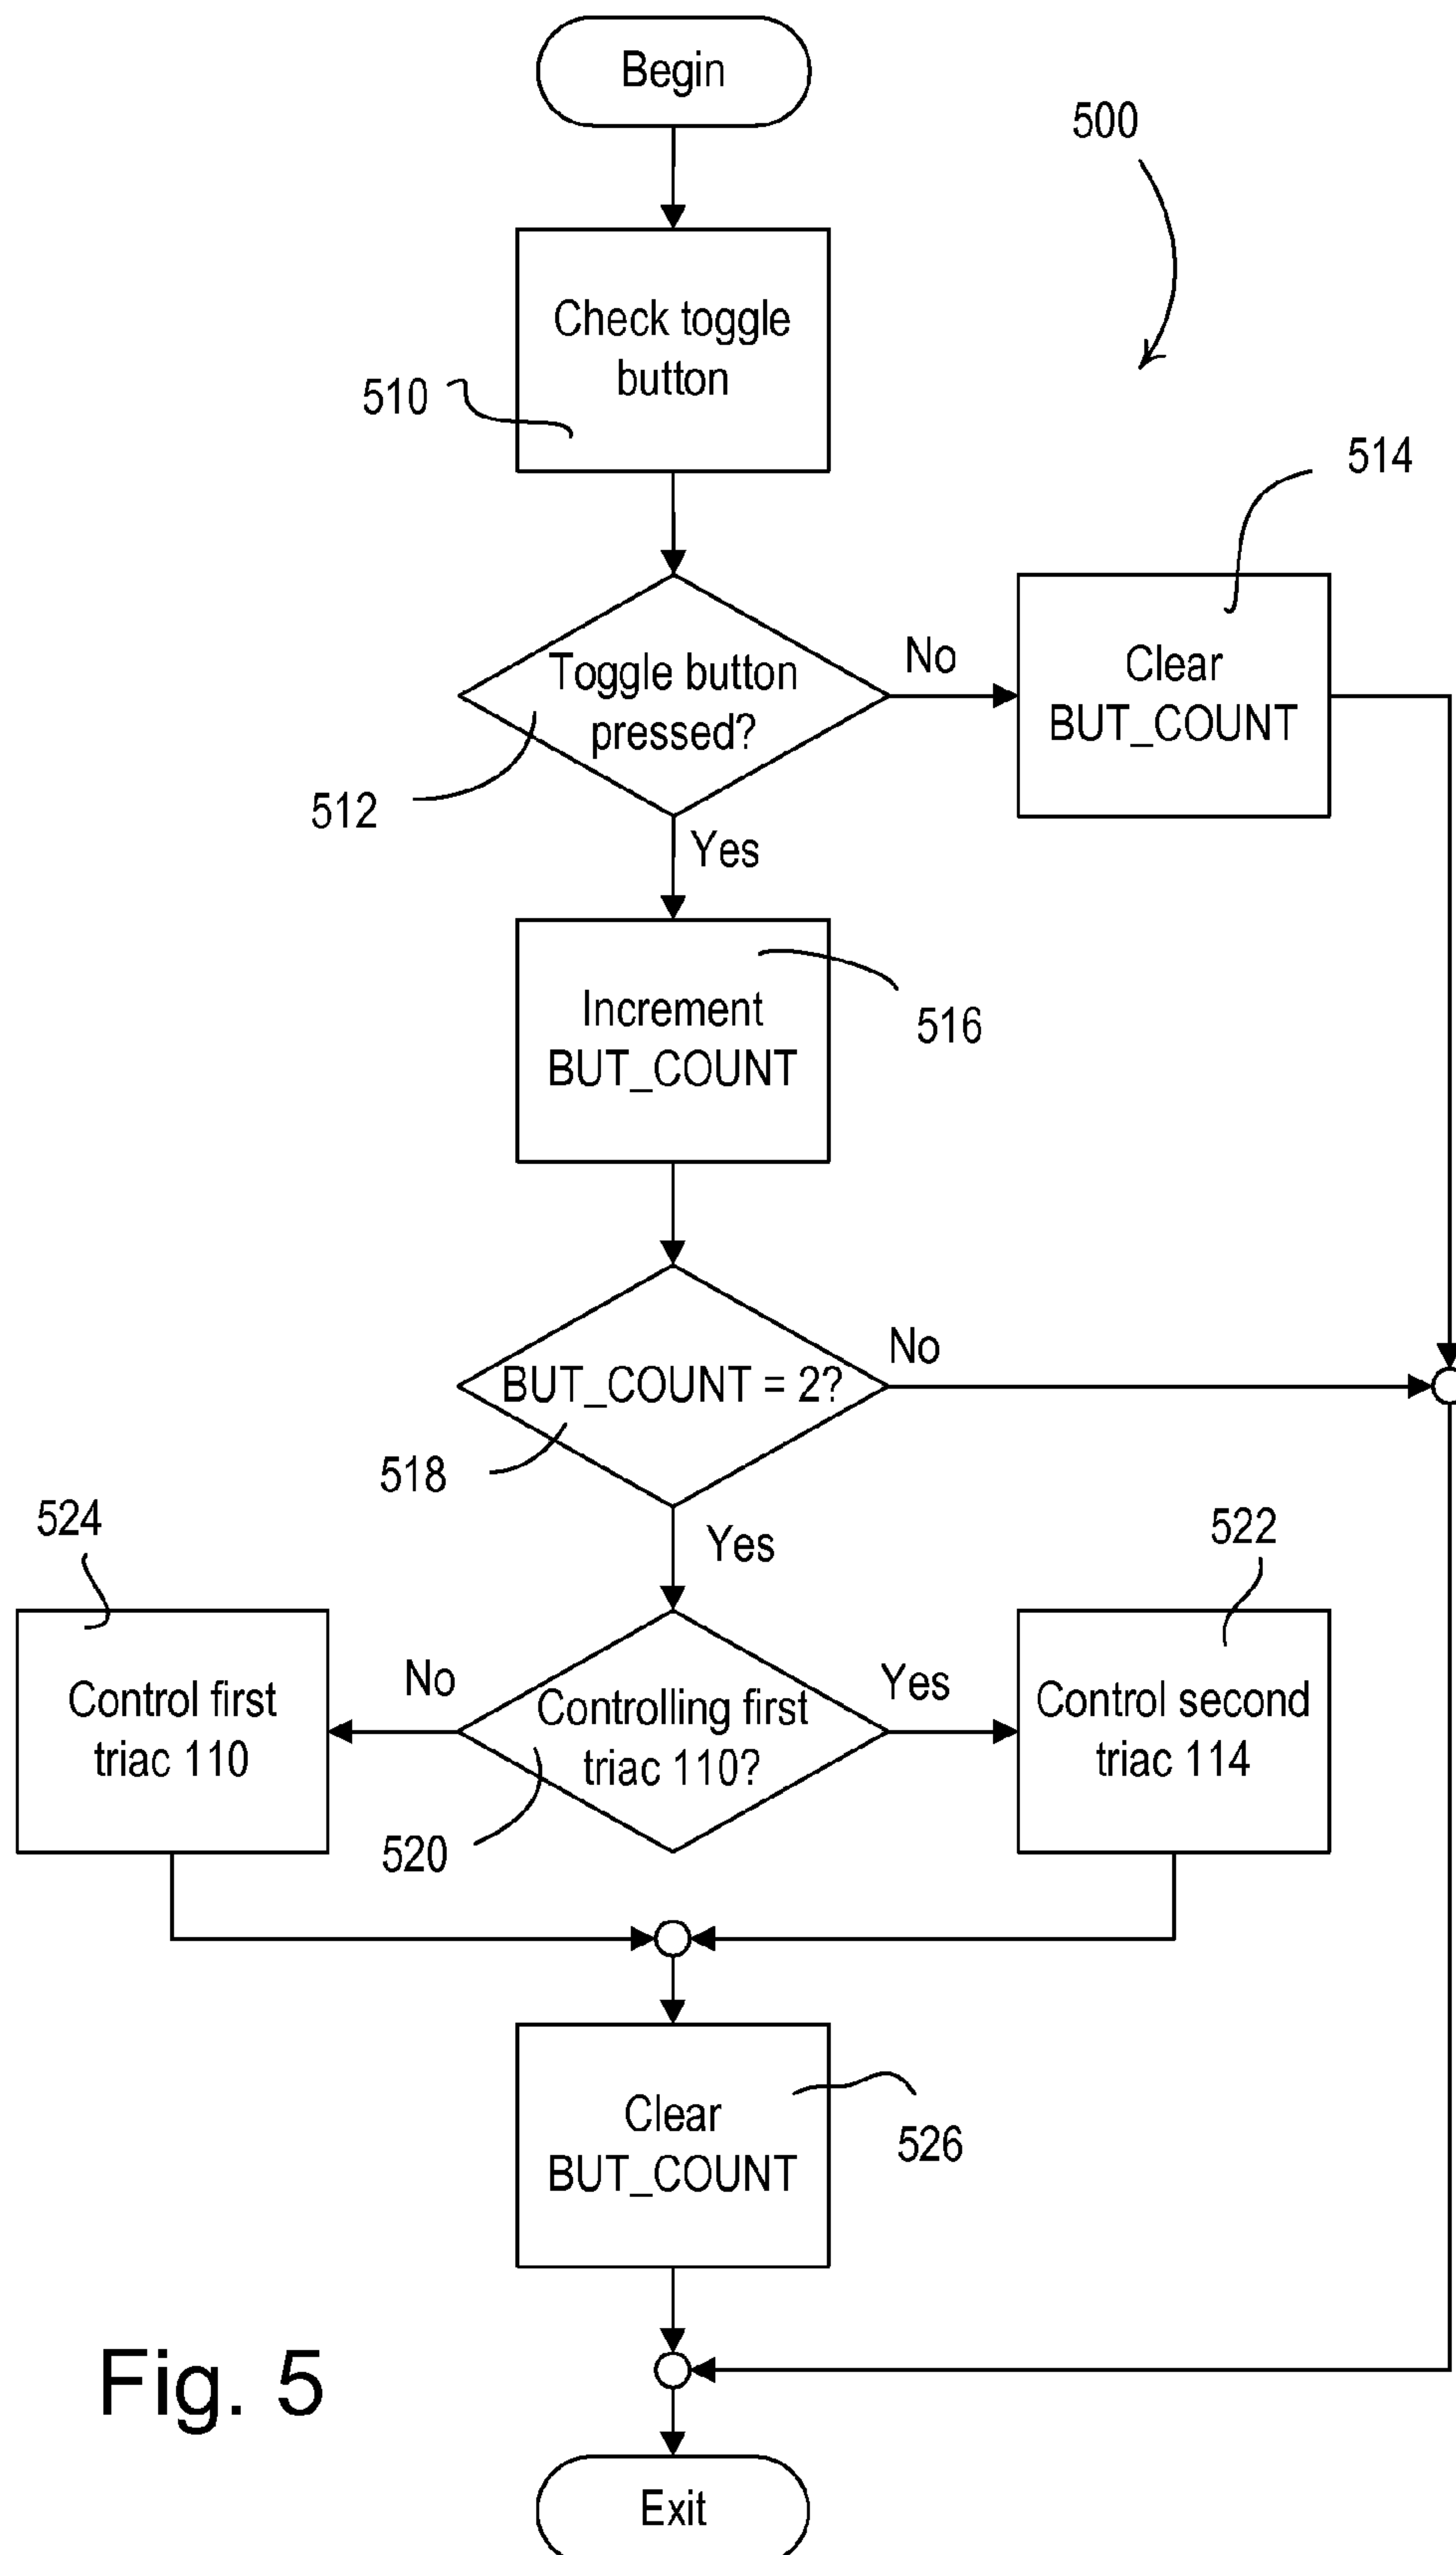 Begin
500
Check toggle
button
510
514
Toggle button
pressed?
No
Clear
BUT_COUNT
512
Yes
Increment
BUT_COUNT
516
BUT_COUNT = 2?
No
518
Yes
524
522
Control first
triac 110
No
Controlling first
triac 110?
Yes
Control second
triac 114
520
Clear
BUT_COUNT
526
Fig. 5
Exit